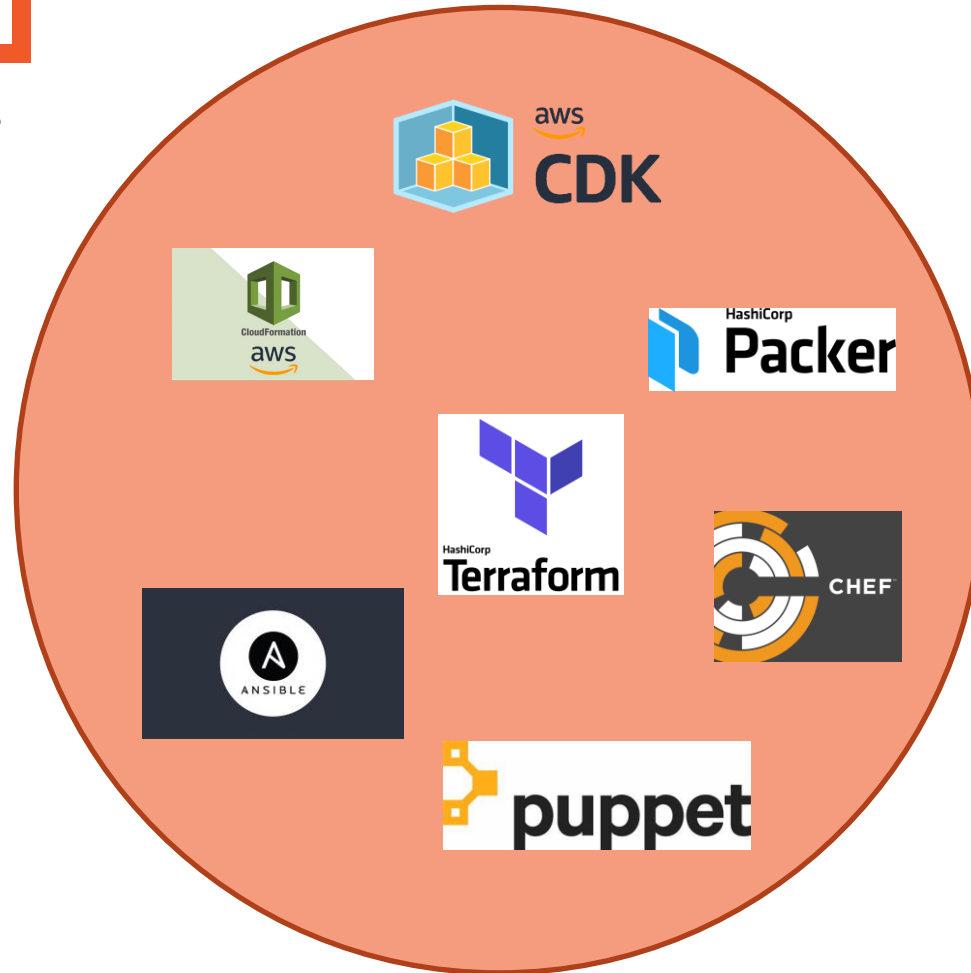 aws
CDK
CloudFormation
aws
HashiCorp
Packer
HashiCorp
Terraform
CHEF
ANSIBLE
puppet